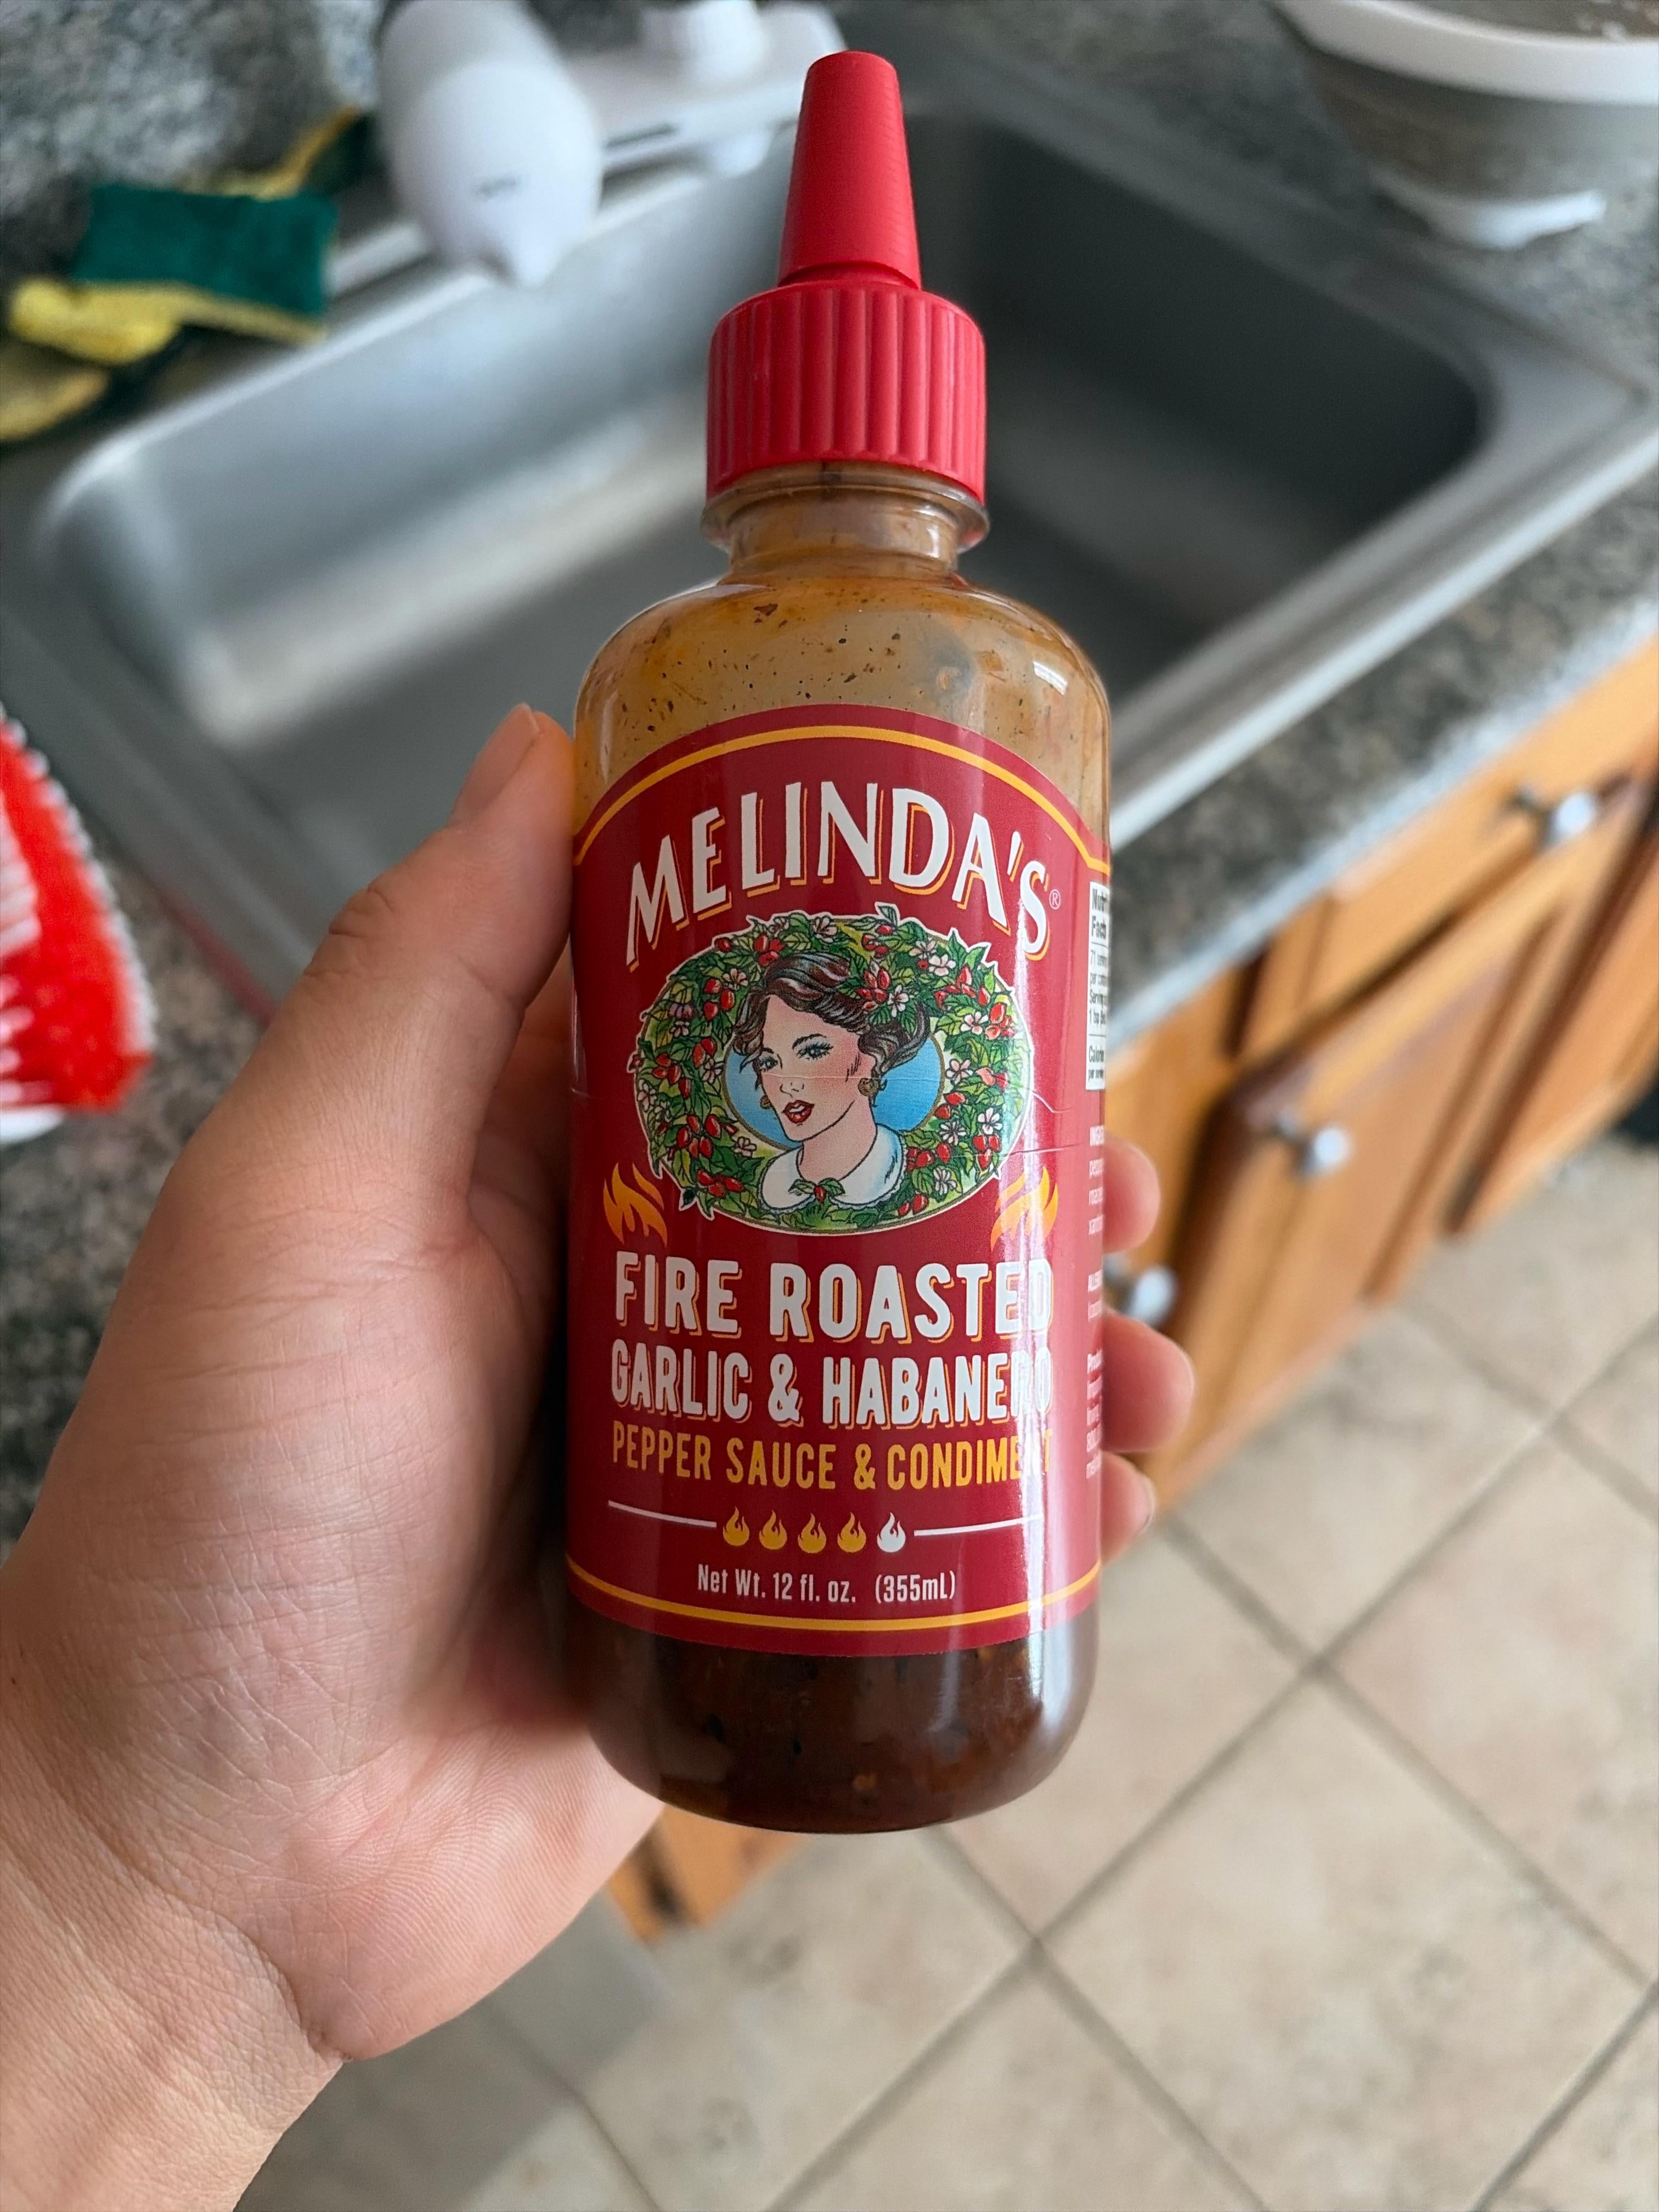 MELINDA'S®
FIRE ROASTED
GARLIC & HABANERO
PEPPER SAUCE & CONDIMENT
Net Wt. 12 fl. oz. (355mL)